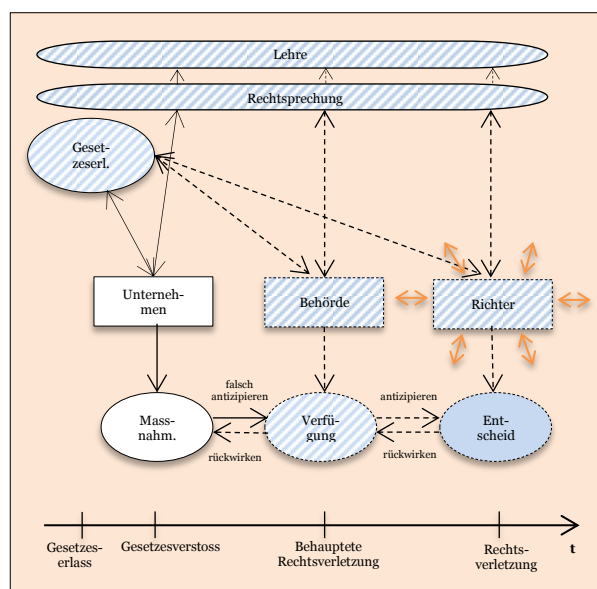 Lehre
Rechtsprechung
Geset-
zeserl.
Unterneh-
men
Behörde
Richter
falsch
antizipieren
antizipieren
Mass-
nahm.
Verfü-
gung
Ent-
scheid
rückwirken
rückwirken
Gesetzes-
erlass
Gesetzesverstoss
Behauptete
Rechtsverletzung
Rechts-
verletzung
t